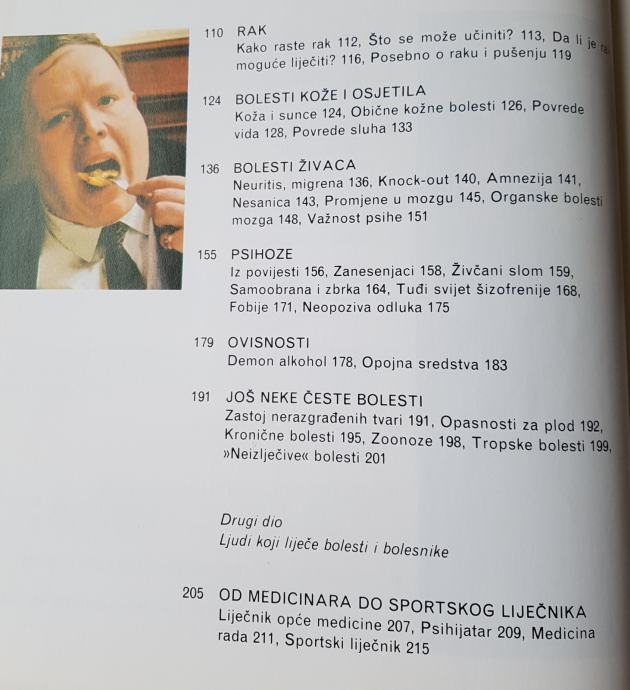 110 RAK
Kako raste rak 112, Što se može učiniti? 113, Da li je
moguće liječiti? 116, Posebno o raku i pušenju 119
124 BOLESTI KOŽE I OSJETILA
Koža i sunce 124, Obične kožne bolesti 126, Povrede
vida 128, Povrede sluha 133
136 BOLESTI ŽIVACA
Neuritis, migrena 136, Knock-out 140, Amnezija 141,
Nesanica 143, Promjene u mozgu 145, Organske bolesti
mozga 148, Važnost psihe 151
155 PSIHOZE
Iz povijesti 156, Zanesenjaci 158, Živčani slom 159,
Samoobrana i zbrka 164, Tuđi svijet šizofrenije 168,
Fobije 171, Neopoziva odluka 175
179 OVISNOSTI
Demon alkohol 178, Opojna sredstva 183
191 JOŠ NEKE ČESTE BOLESTI
Zastoj nerazgrađenih tvari 191, Opasnosti za plod 192,
Kronične bolesti 195, Zoonoze 198, Tropske bolesti 199,
»Neizlječive« bolesti 201
Drugi dio
Ljudi koji liječe bolesti i bolesnike
205 OD MEDICINARA DO SPORTSKOG LIJEČNIKA
Liječnik opće medicine 207, Psihijatar 209, Medicina
rada 211, Sportski liječnik 215